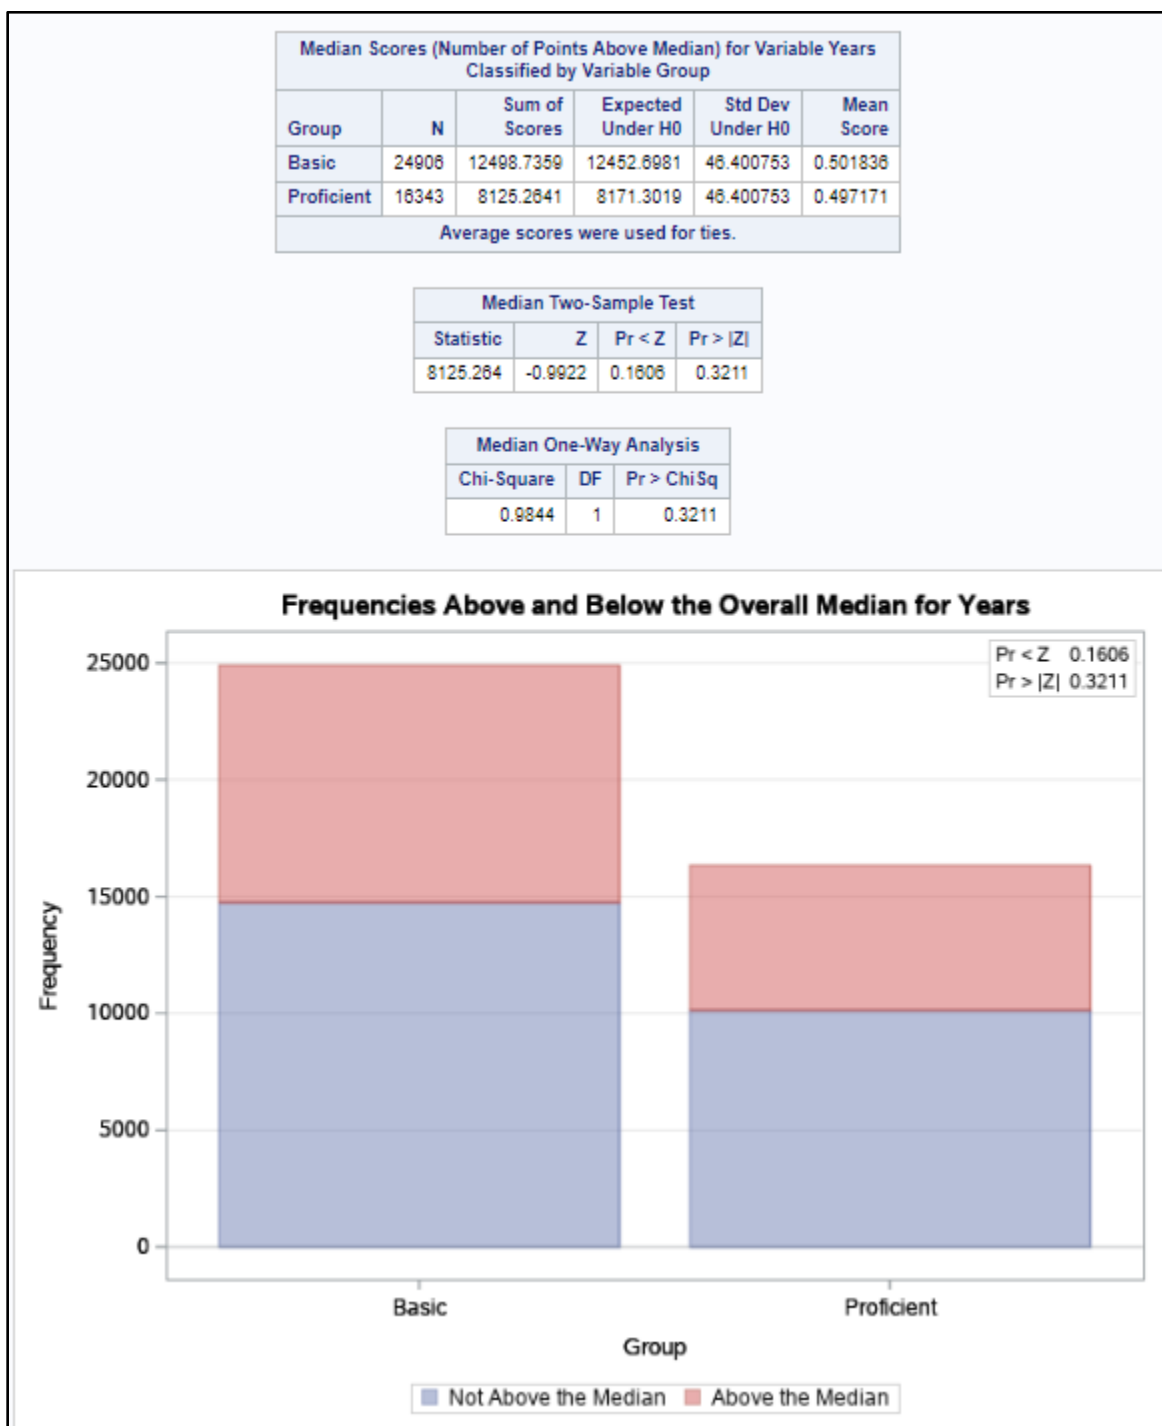 Median Scores (Number of Points Above Median) for Variable Years
Classified by Variable Group
Group N Sum of Scores Expected Under H0 Std Dev Under H0 Mean Score
Basic 24906 12498.7359 12452.6981 46.400753 0.501836
Proficient 16343 8125.2641 8171.3019 46.400753 0.497171
Average scores were used for ties.
Median Two-Sample Test
Statistic Z Pr < Z Pr > |Z|
8125.264 -0.9922 0.1606 0.3211
Median One-Way Analysis
Chi-Square DF Pr > ChiSq
0.9844 1 0.3211
Frequencies Above and Below the Overall Median for Years
Pr < Z 0.1606
Pr > |Z| 0.3211
25000
20000
15000
10000
5000
0
Frequency
Basic Proficient
Group
Not Above the Median Above the Median